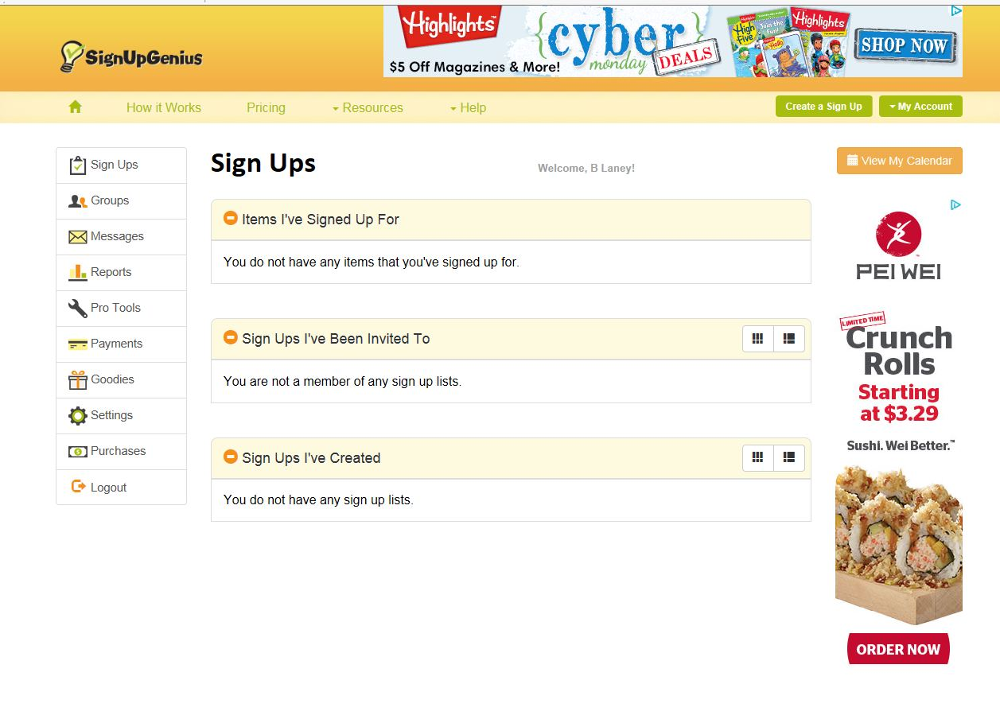 Highlights™
$5 Off Magazines & More!
{cyber}
monday
DEALS
High Five
Join the Fun!
Hello
Highlights
SHOP NOW
SignUpGenius
How it Works
Pricing
Resources
Help
Create a Sign Up
My Account
Sign Ups
Groups
Messages
Reports
Pro Tools
Payments
Goodies
Settings
Purchases
Logout
Sign Ups
Welcome, B Laney!
Items I've Signed Up For
You do not have any items that you've signed up for.
Sign Ups I've Been Invited To
You are not a member of any sign up lists.
Sign Ups I've Created
You do not have any sign up lists.
View My Calendar
PEI WEI
LIMITED TIME
Crunch
Rolls
Starting
at $3.29
Sushi. Wei Better.™
ORDER NOW